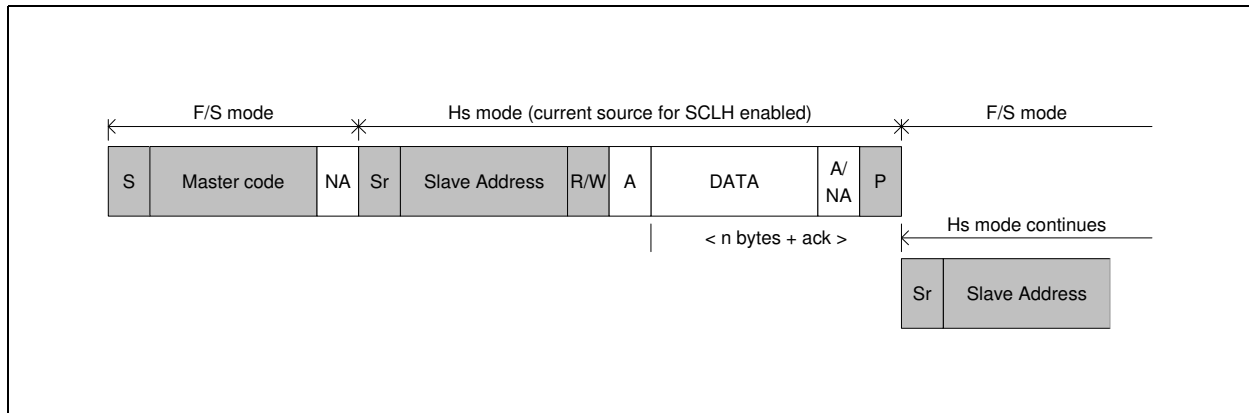 F/S mode Hs mode (current source for SCLH enabled) F/S mode
S Master code NA Sr Slave Address R/W A DATA A/ NA P
< n bytes + ack > Hs mode continues
Sr Slave Address